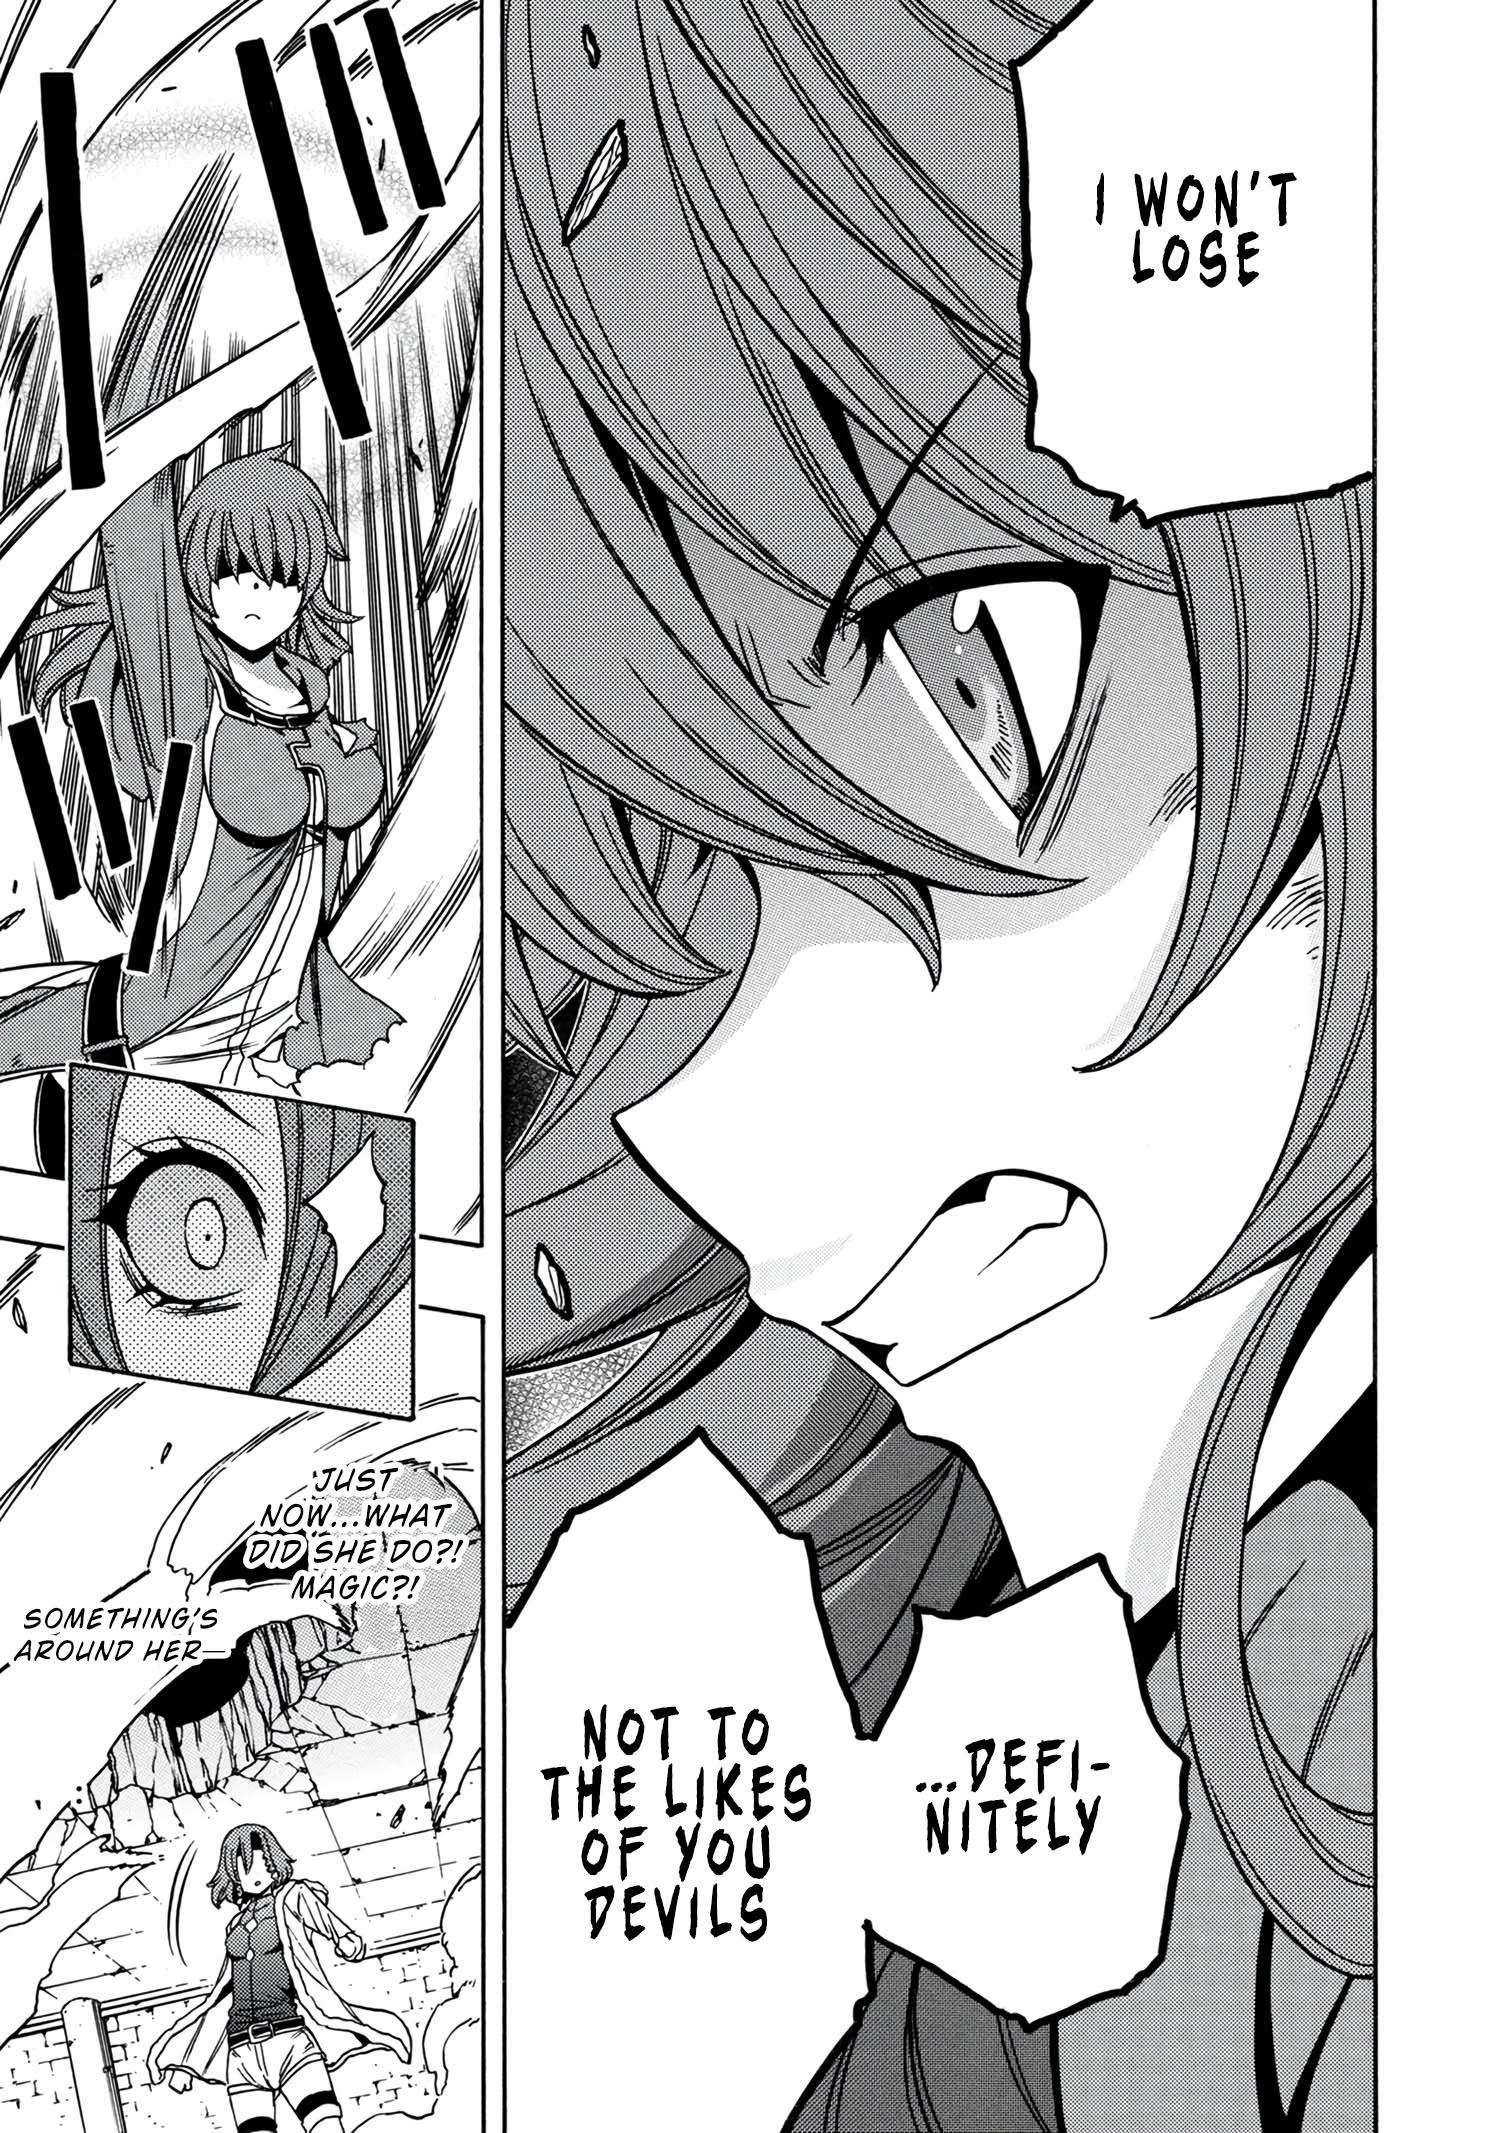 I WON'T
LOSE
...DEFI-
NITELY
NOT TO
THE LIKES
OF YOU
DEVILS
JUST
NOW...WHAT
DID SHE DO?!
MAGIC?!
SOMETHING'S
AROUND HER—